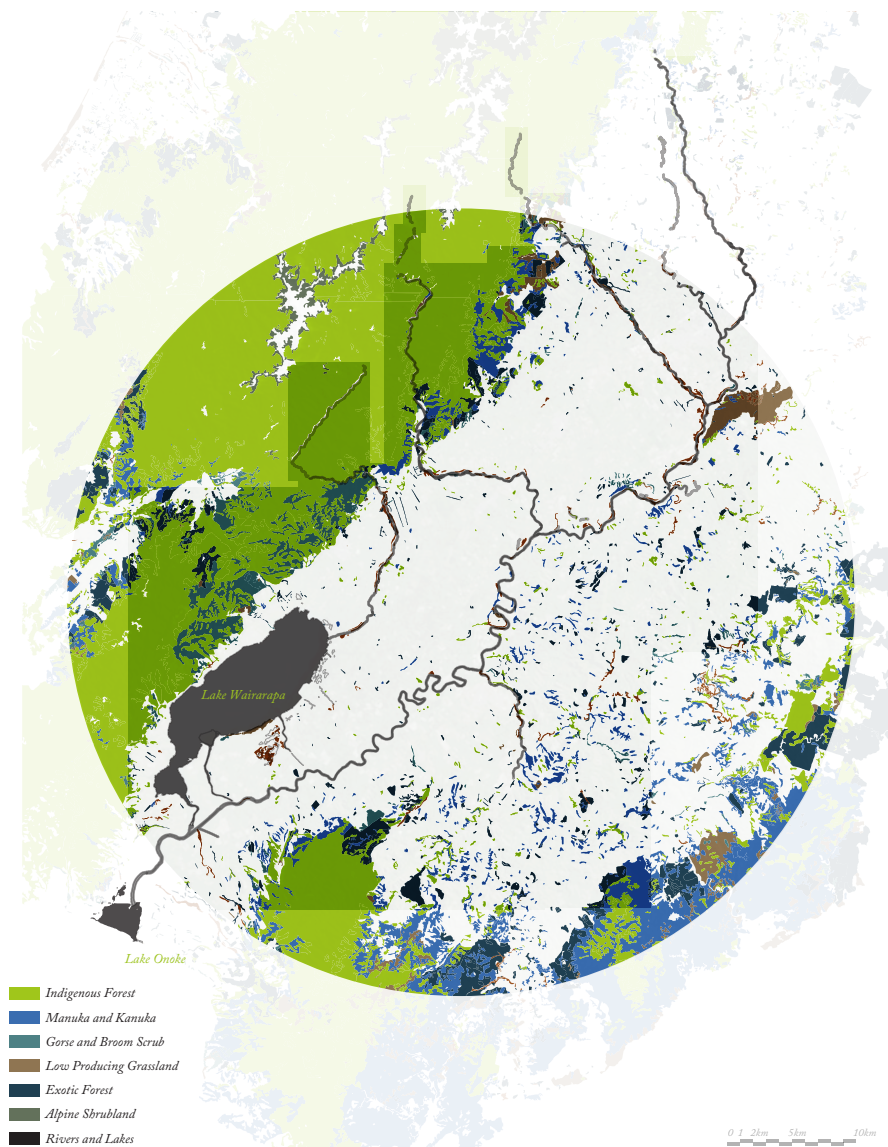 Lake Wairarapa
Lake Onoke
Indigenous Forest
Manuka and Kanuka
Gorse and Broom Scrub
Low Producing Grassland
Exotic Forest
Alpine Shrubland
Rivers and Lakes
0 1 2km 5km 10km